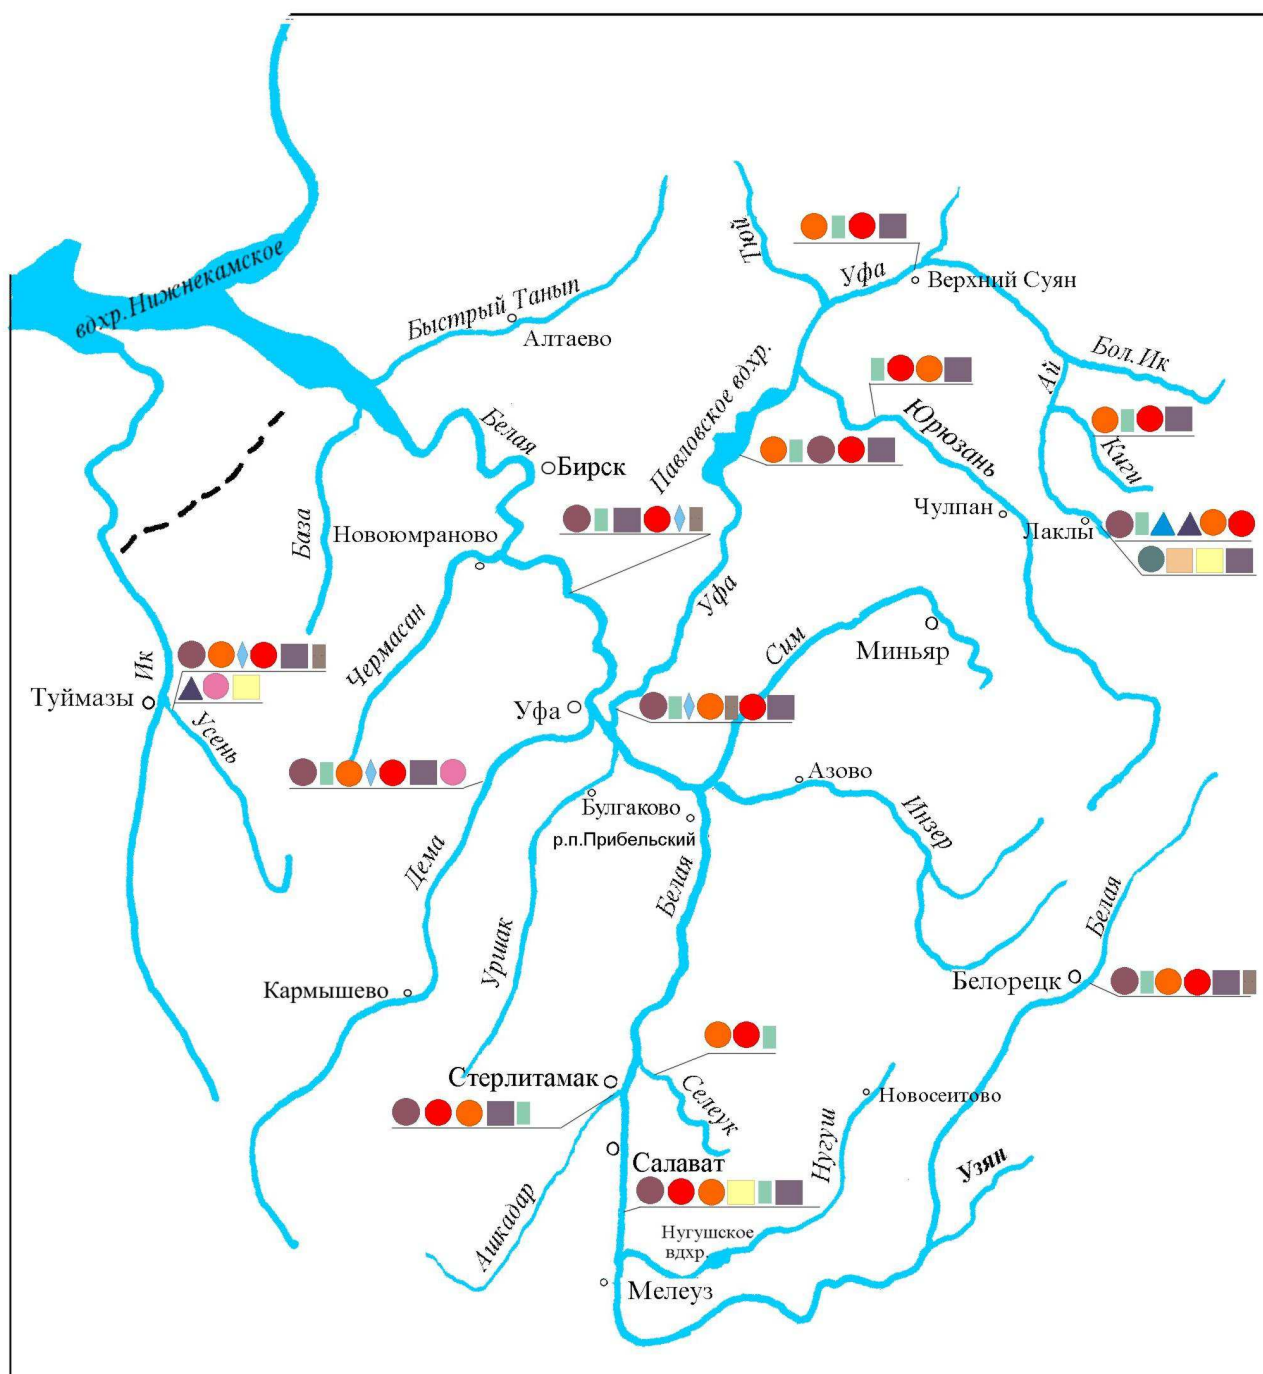 вдхр. Нижнекамское
Быстрый Танып
Алтаево
Тюй
Уфа
Верхний Суян
Бол. Ик
Ай
Киги
Павловское вдхр.
Юрюзань
Чулпан
Лаклы
Белая
Бирск
База
Новоюмраново
Чермасан
Уфа
Сим
Миньяр
Ик
Туймазы
Усень
Уфа
Азово
Булгаково
р.п.Прибельский
Инзер
Дема
Белая
Белая
Уршак
Белорецк
Кармышево
Стерлитамак
Селеук
Новосеитово
Нугуш
Салават
Узян
Ашкадар
Нугушское
вдхр.
Мелеуз